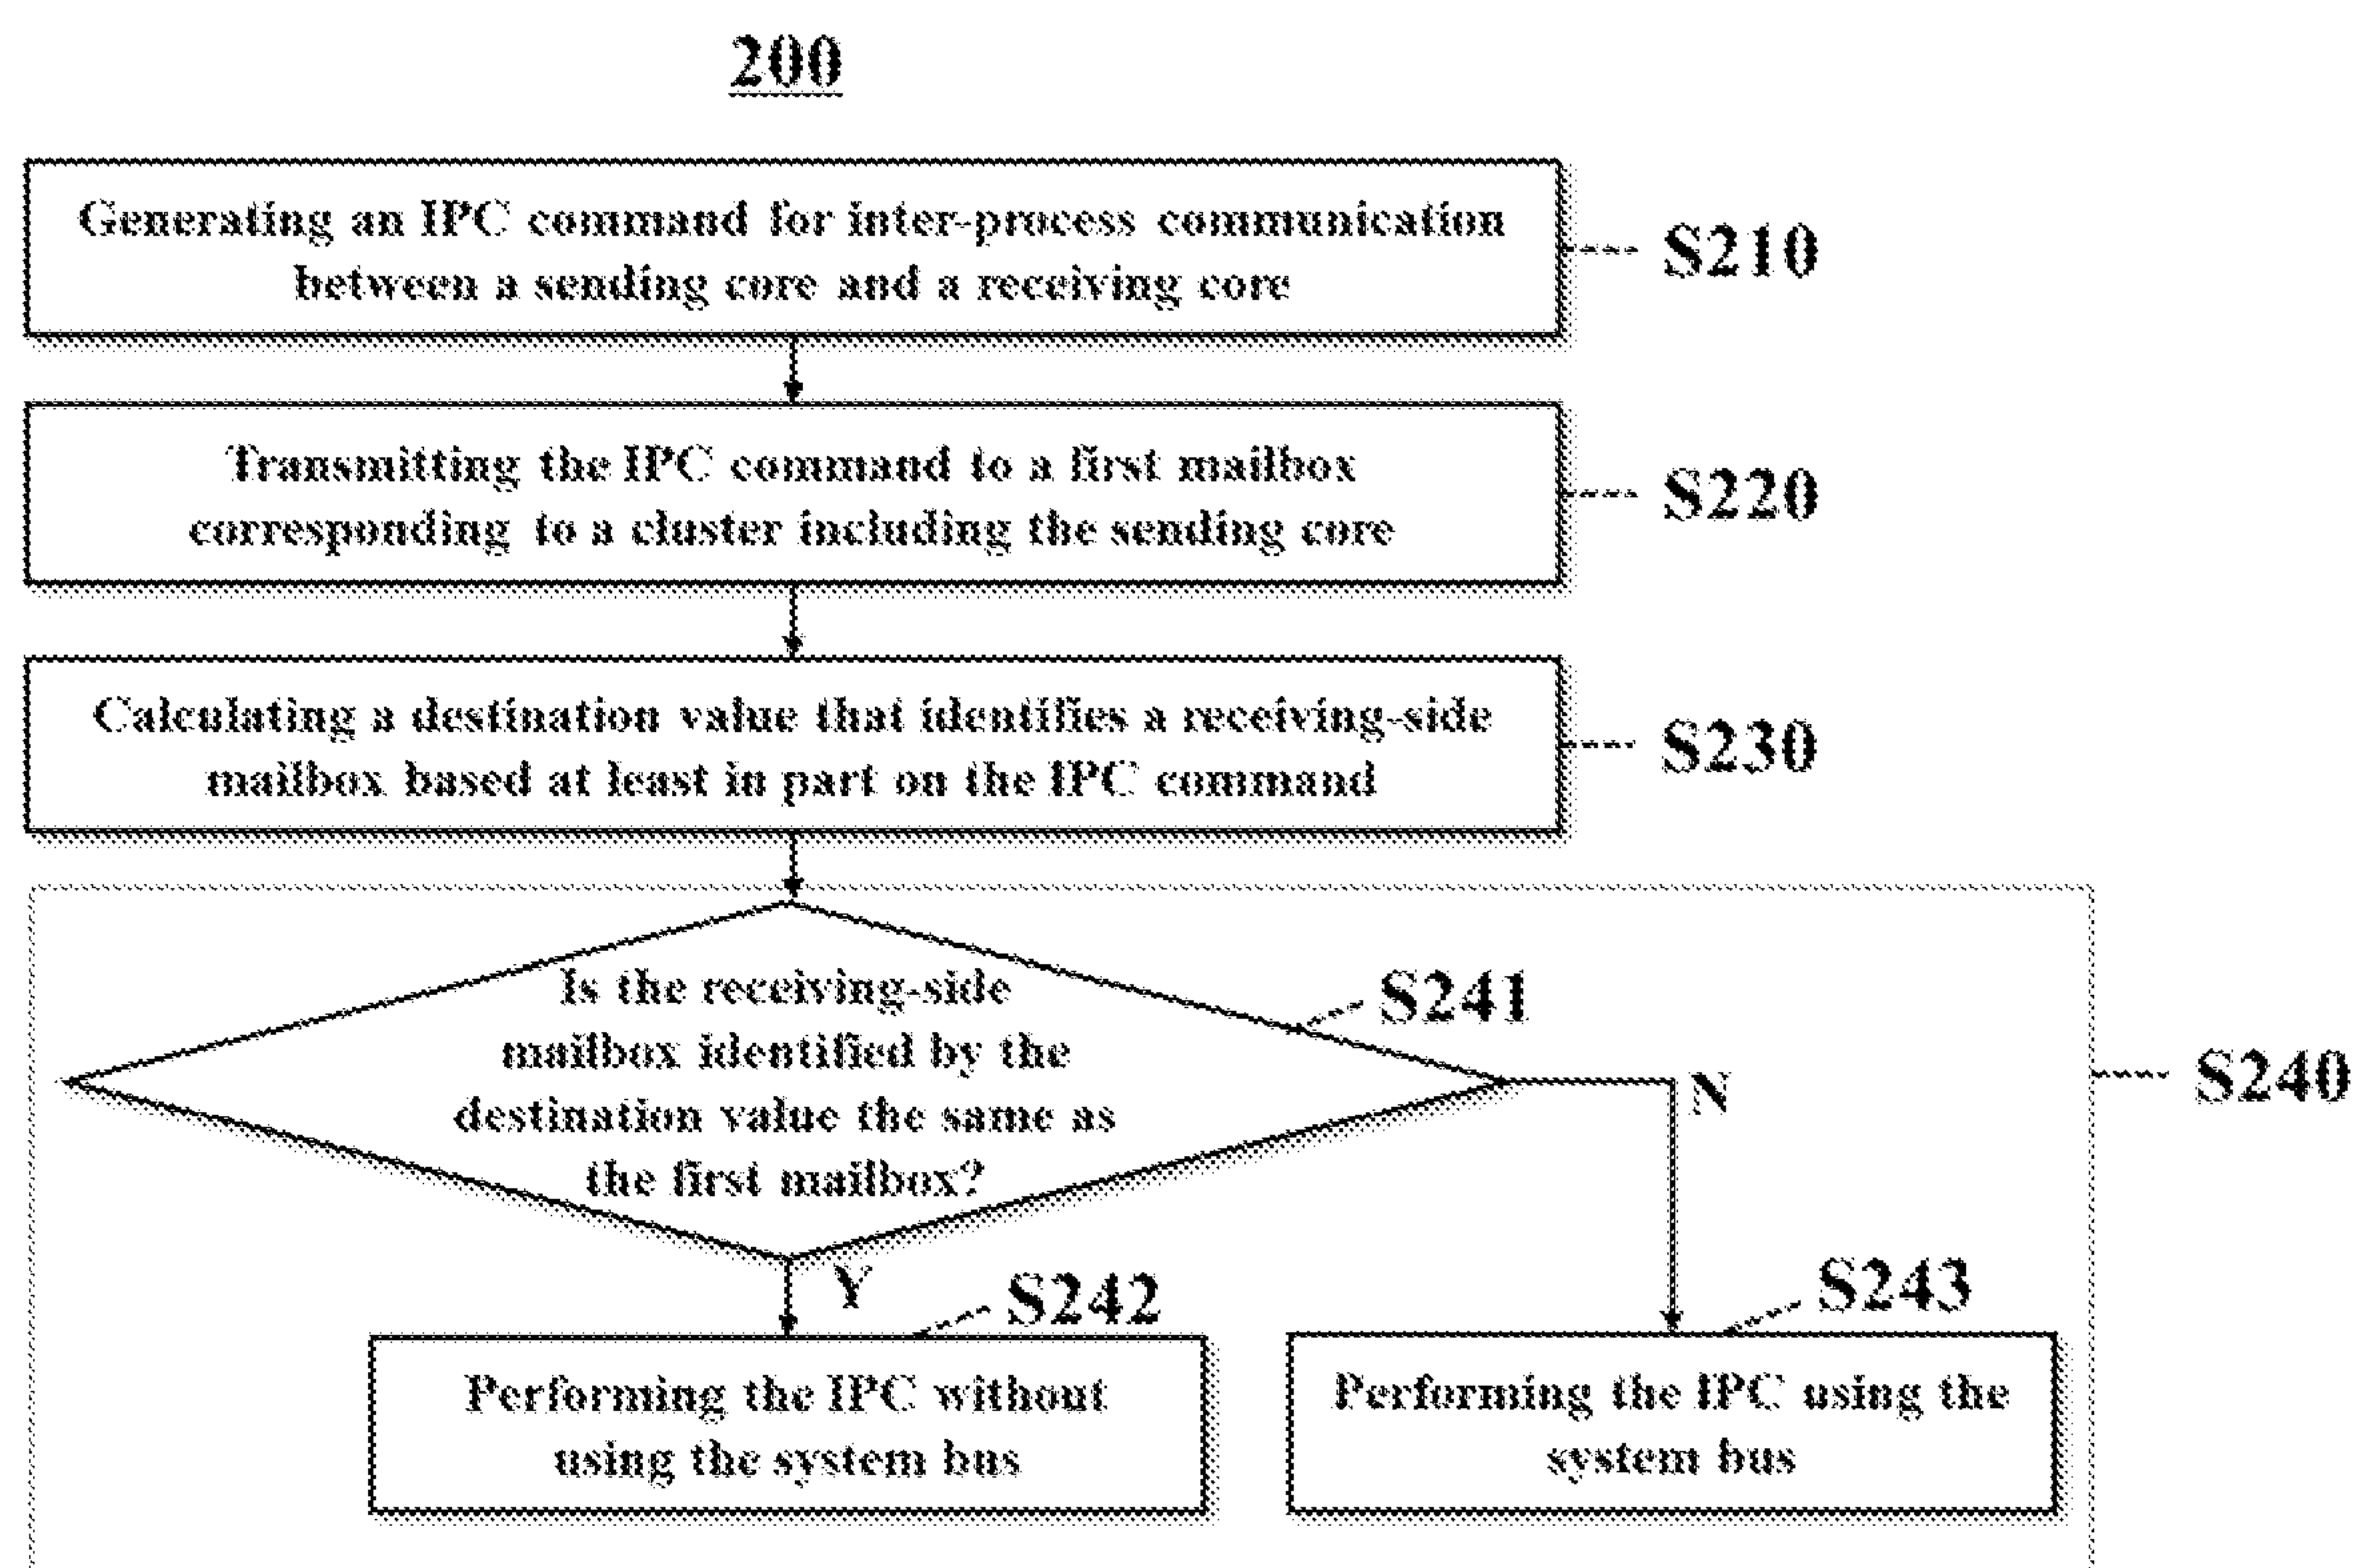 200
Generating an IPC command for inter-process communication
between a sending core and a receiving core
S210
Transmitting the IPC command to a first mailbox
corresponding to a cluster including the sending core
S220
Calculating a destination value that identifies a receiving-side
mailbox based at least in part on the IPC command
S230
Is the receiving-side
mailbox identified by the
destination value the same as
the first mailbox?
S241
N
S240
Y
S242
S243
Performing the IPC without
using the system bus
Performing the IPC using the
system bus